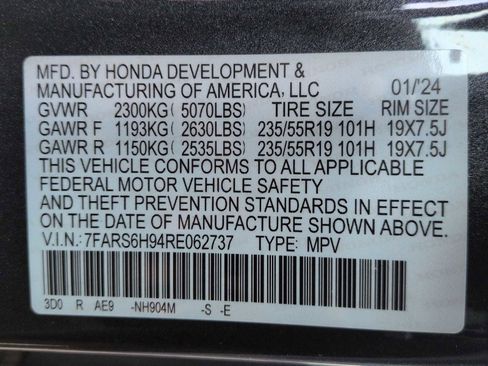 MFD. BY HONDA DEVELOPMENT &
MANUFACTURING OF AMERICA, LLC 01/'24
GVWR 2300KG( 5070LBS) TIRE SIZE RIM SIZE
GAWR F 1193KG ( 2630LBS) 235/55R19 101H 19X7.5J
GAWR R 1150KG ( 2535LBS) 235/55R19 101H 19X7.5J
THIS VEHICLE CONFORMS TO ALL APPLICABLE
FEDERAL MOTOR VEHICLE SAFETY
AND THEFT PREVENTION STANDARDS IN EFFECT
ON THE DATE OF MANUFACTURE SHOWN ABOVE.
V.I.N.:7FARS6H94RE062737 TYPE: MPV
3D0 R AE9 -NH904M -S -E